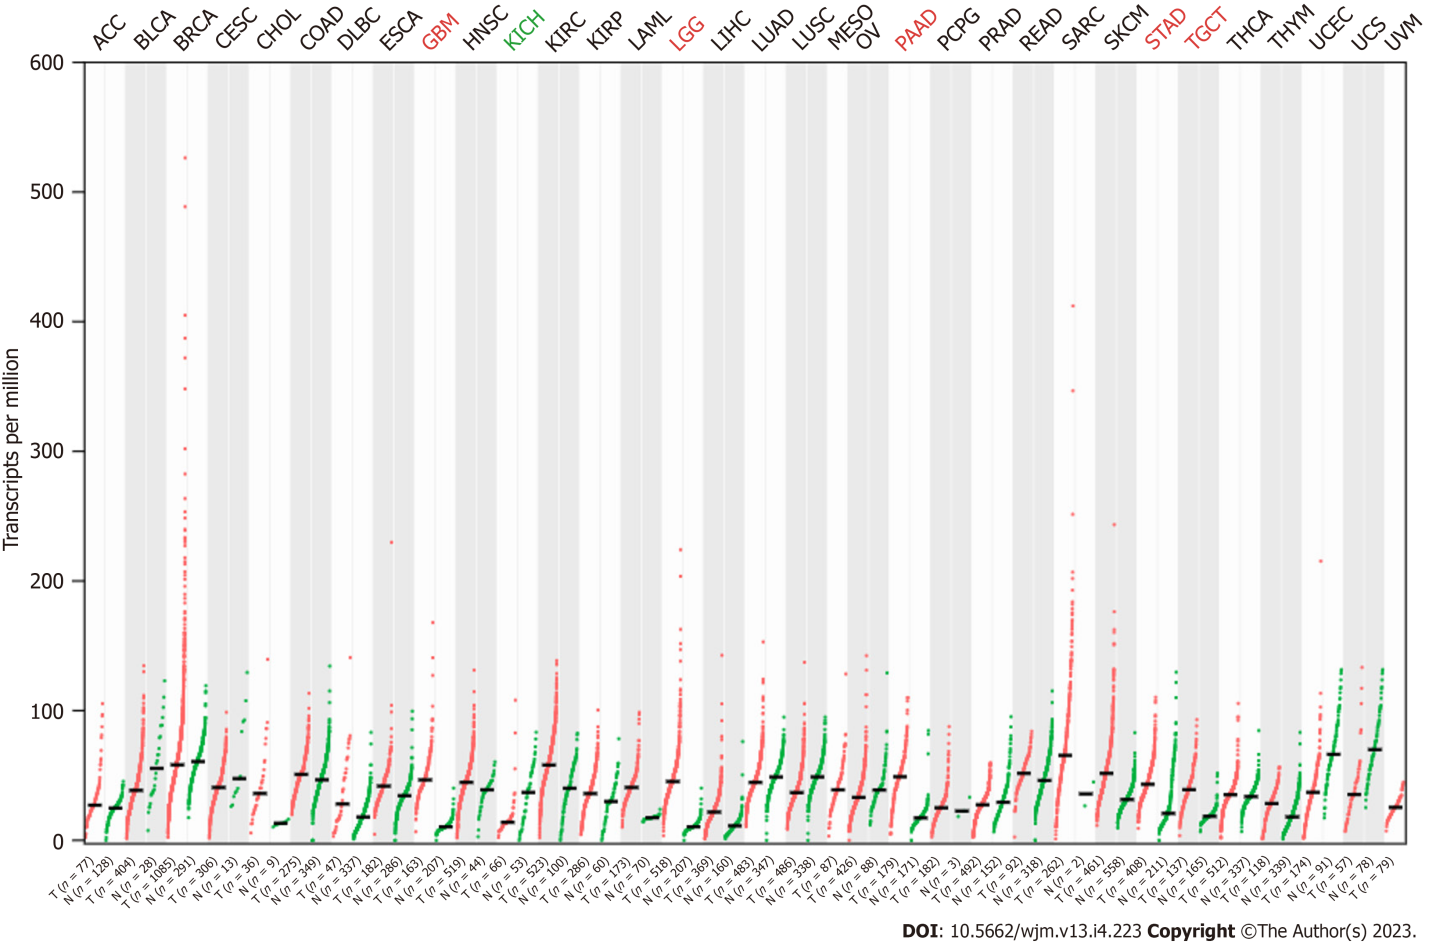 ACC BLCA BRCA CESC CHOL COAD DLBC ESCA GBM HNSC KICH KIRC KIRP LAML LGG LIHC LUAD LUSC MESO OV PAAD PCPG PRAD READ SARC SKCM STAD TGCT THCA THYM UCEC UCS UVM
600
500
400
300
200
100
0
Transcripts per million
T (n = 77)
N (n = 128)
T (n = 404)
N (n = 28)
T (n = 1085)
N (n = 291)
T (n = 306)
N (n = 13)
T (n = 36)
N (n = 9)
T (n = 275)
N (n = 349)
T (n = 47)
N (n = 337)
T (n = 182)
N (n = 286)
T (n = 163)
N (n = 207)
T (n = 519)
N (n = 44)
T (n = 66)
N (n = 53)
T (n = 523)
N (n = 100)
T (n = 286)
N (n = 60)
T (n = 173)
N (n = 70)
T (n = 518)
N (n = 207)
T (n = 369)
N (n = 160)
T (n = 483)
N (n = 347)
T (n = 486)
N (n = 338)
T (n = 87)
T (n = 426)
N (n = 88)
T (n = 179)
N (n = 171)
T (n = 182)
N (n = 3)
T (n = 492)
N (n = 152)
T (n = 92)
N (n = 318)
T (n = 262)
N (n = 2)
T (n = 461)
N (n = 558)
T (n = 408)
N (n = 211)
T (n = 137)
N (n = 165)
T (n = 512)
N (n = 337)
T (n = 118)
N (n = 339)
T (n = 174)
N (n = 91)
T (n = 57)
N (n = 78)
T (n = 79)
DOI: 10.5662/wjm.v13.i4.223 Copyright ©The Author(s) 2023.